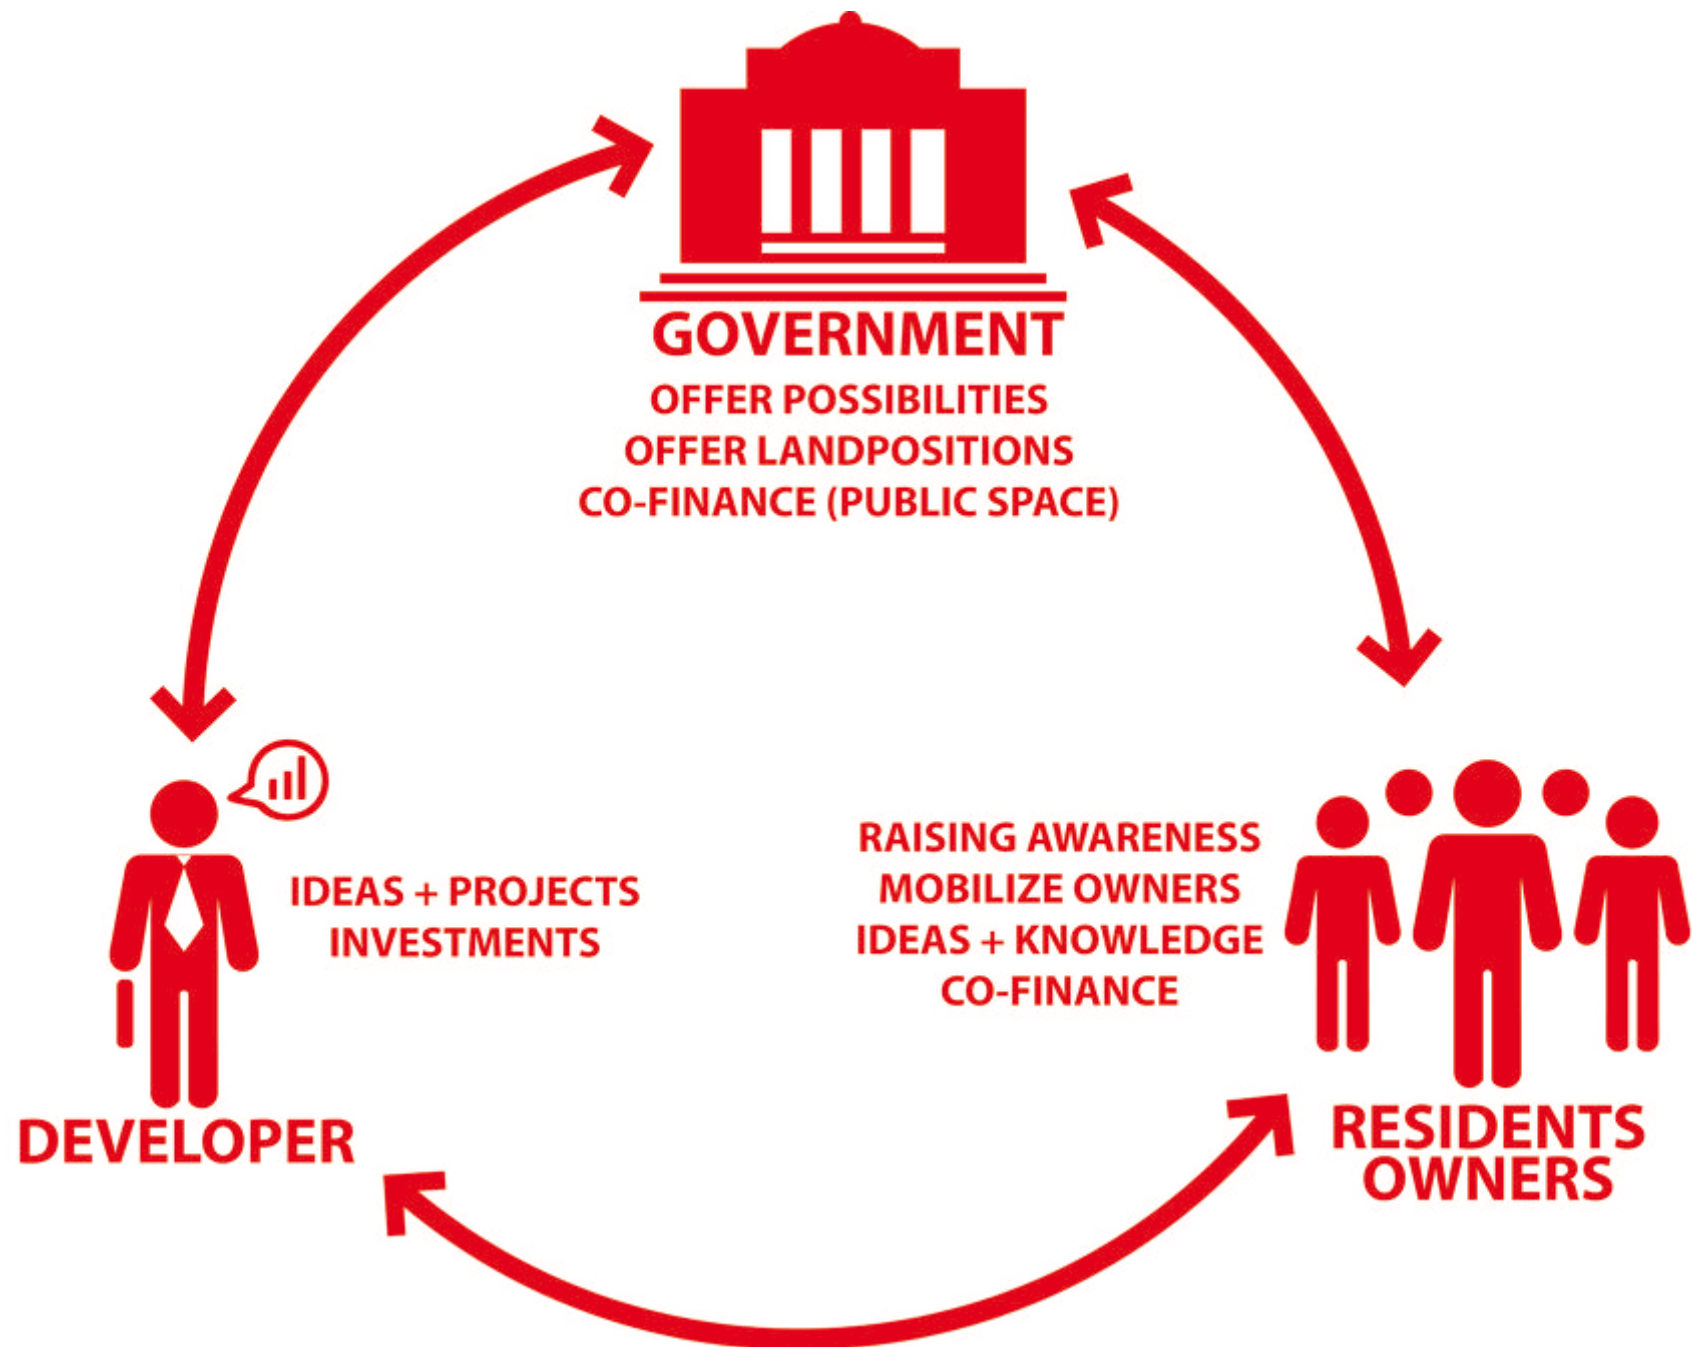 GOVERNMENT
OFFER POSSIBILITIES
OFFER LANDPOSITIONS
CO-FINANCE (PUBLIC SPACE)
IDEAS + PROJECTS
INVESTMENTS
DEVELOPER
RAISING AWARENESS
MOBILIZE OWNERS
IDEAS + KNOWLEDGE
CO-FINANCE
RESIDENTS
OWNERS